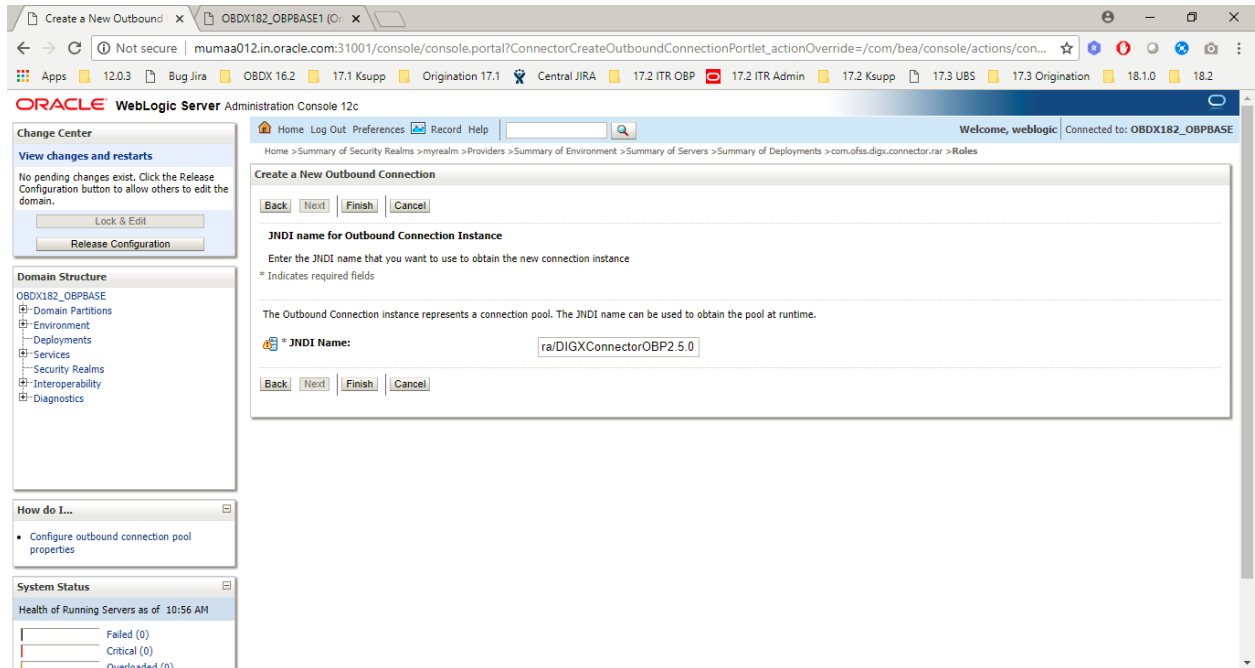 Create a New Outbound
OBDX182_OBPBASE1 (Or
Not secure | mumaa012.in.oracle.com:31001/console/console.portal?ConnectorCreateOutboundConnectionPortlet_actionOverride=/com/bea/console/actions/con...
Apps 12.0.3 Bug Jira OBDX 16.2 17.1 Ksupp Origination 17.1 Central JIRA 17.2 ITR OBP 17.2 ITR Admin 17.2 Ksupp 17.3 UBS 17.3 Origination 18.1.0 18.2
ORACLE WebLogic Server Administration Console 12c
Change Center
View changes and restarts
No pending changes exist. Click the Release
Configuration button to allow others to edit the
domain.
Lock & Edit
Release Configuration
Domain Structure
OBDX182_OBPBASE
Domain Partitions
Environment
Deployments
Services
Security Realms
Interoperability
Diagnostics
How do I...
Configure outbound connection pool
properties
System Status
Health of Running Servers as of 10:56 AM
Failed (0)
Critical (0)
Overloaded (0)
Home Log Out Preferences Record Help
Welcome, weblogic Connected to: OBDX182_OBPBASE
Home >Summary of Security Realms >myrealm >Providers >Summary of Environment >Summary of Servers >Summary of Deployments >com.ofss.digx.connector.rar >Roles
Create a New Outbound Connection
Back Next Finish Cancel
JNDI name for Outbound Connection Instance
Enter the JNDI name that you want to use to obtain the new connection instance
* Indicates required fields
The Outbound Connection instance represents a connection pool. The JNDI name can be used to obtain the pool at runtime.
* JNDI Name: ra/DIGXConnectorOBP2.5.0
Back Next Finish Cancel